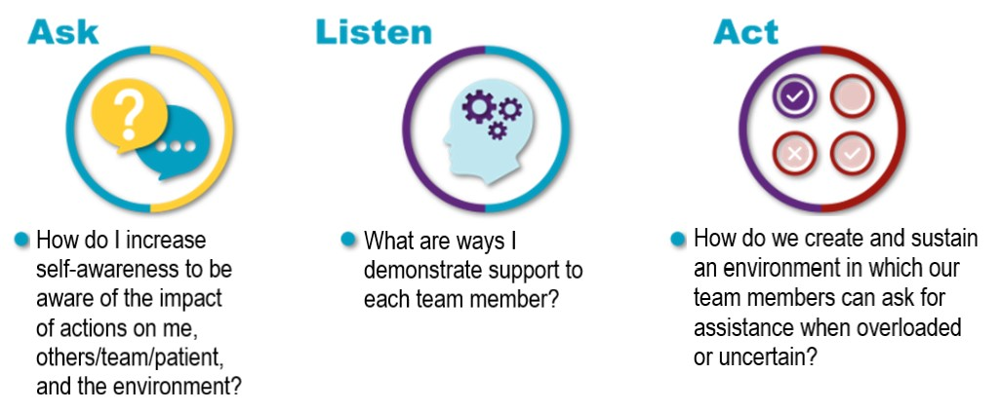 Ask
How do I increase
self-awareness to be
aware of the impact
of actions on me,
others/team/patient,
and the environment?
Listen
What are ways I
demonstrate support to
each team member?
Act
How do we create and sustain
an environment in which our
team members can ask for
assistance when overloaded
or uncertain?